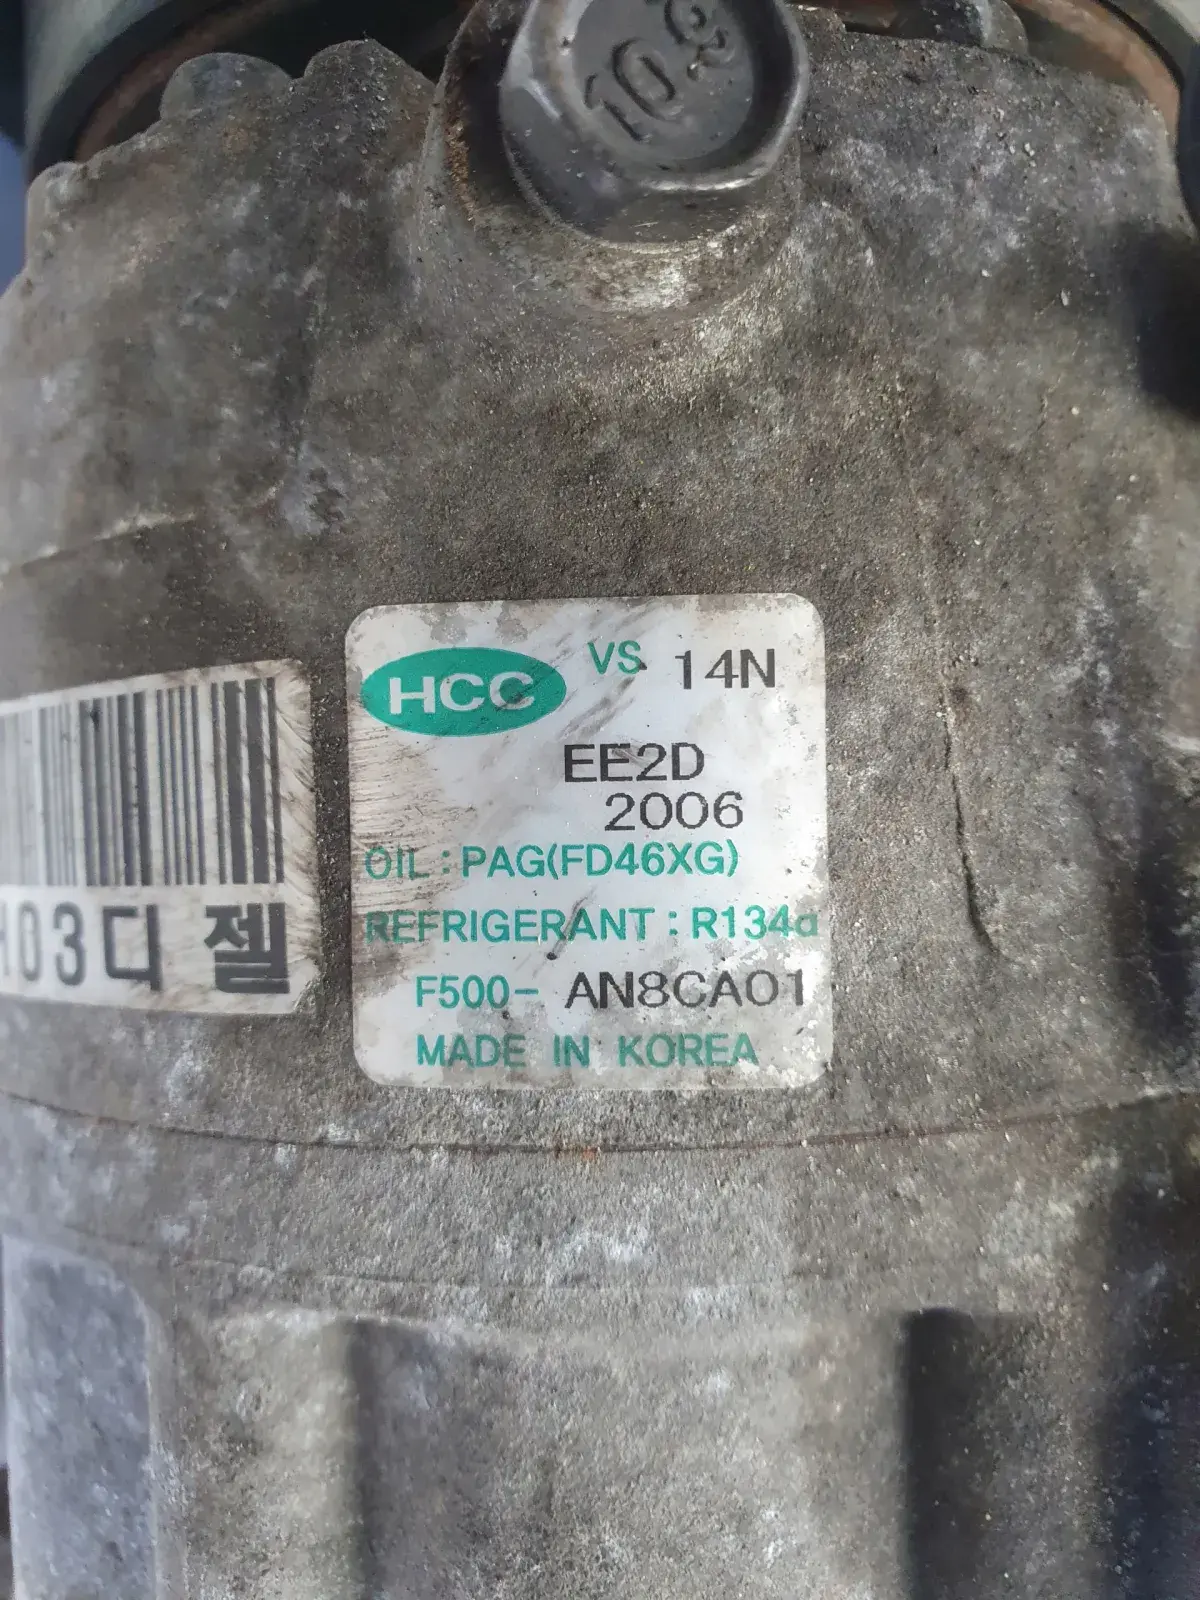 10.9
HCC VS 14N
EE2D
2006
OIL : PAG(FD46XG)
REFRIGERANT : R134a
F500- AN8CA01
MADE IN KOREA
H03디젤